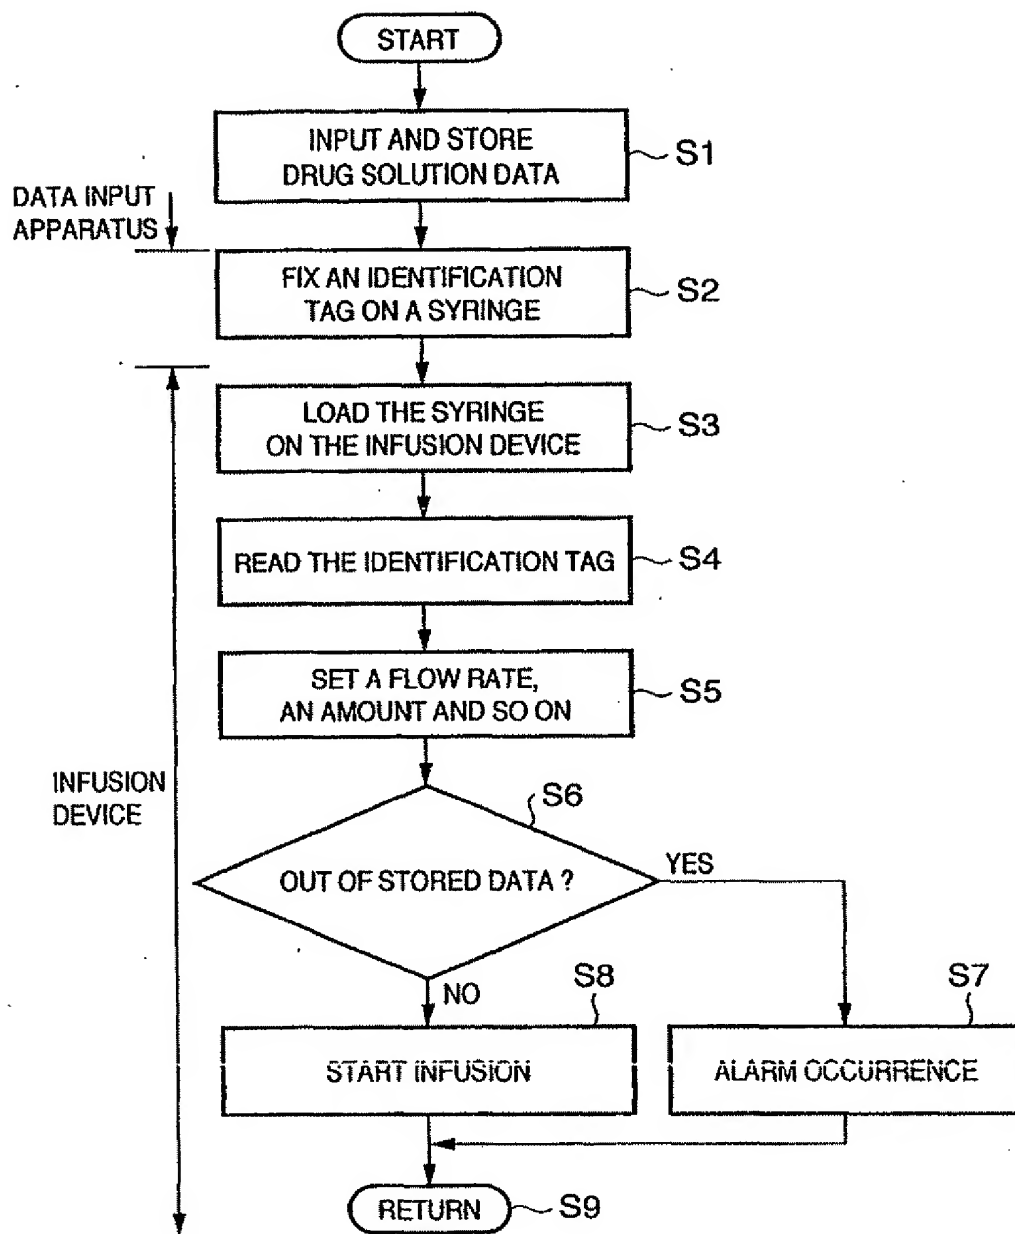 START
INPUT AND STORE
DRUG SOLUTION DATA
S1
DATA INPUT
APPARATUS
FIX AN IDENTIFICATION
TAG ON A SYRINGE
S2
LOAD THE SYRINGE
ON THE INFUSION DEVICE
S3
READ THE IDENTIFICATION TAG
S4
SET A FLOW RATE,
AN AMOUNT AND SO ON
S5
INFUSION
DEVICE
S6
OUT OF STORED DATA ?
YES
NO
S8
S7
START INFUSION
ALARM OCCURRENCE
RETURN
S9